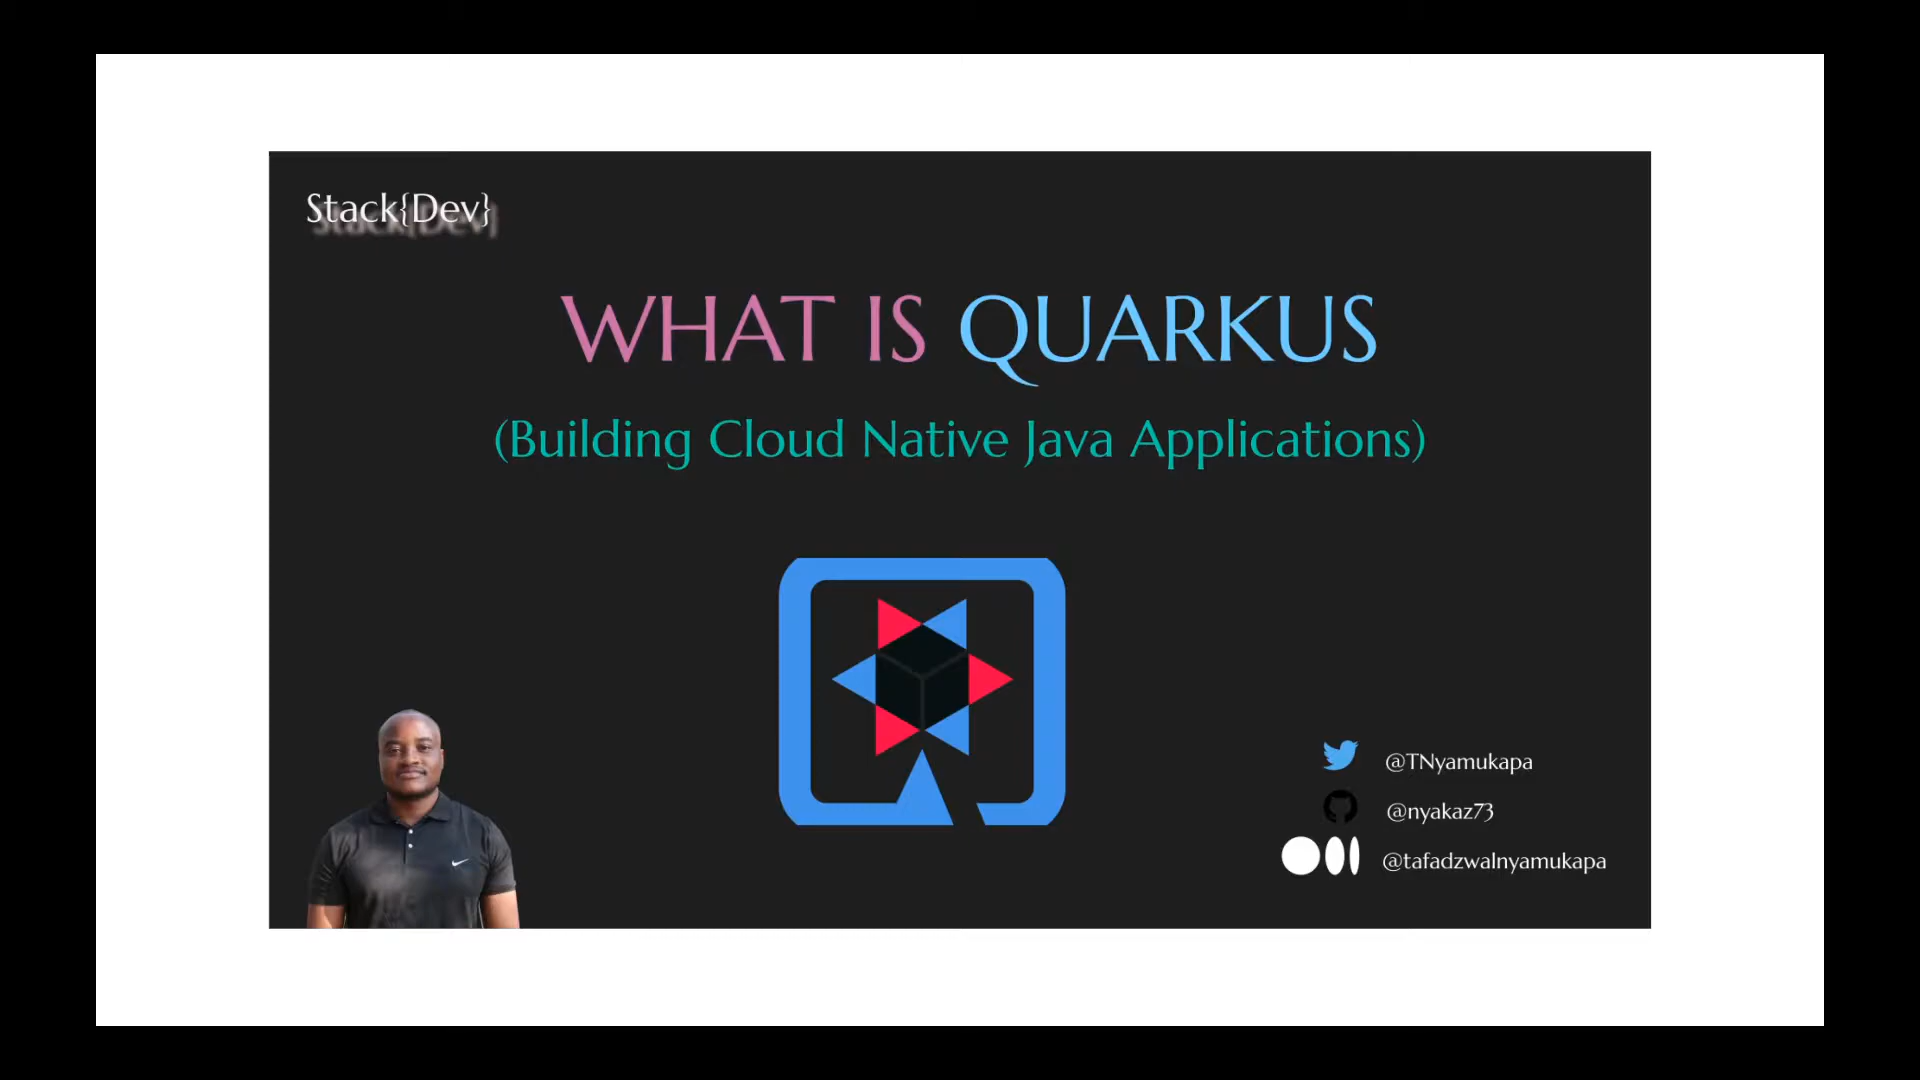 Stack{Dev}
WHAT IS QUARKUS
(Building Cloud Native Java Applications)
@TNyamukapa
@nyakaz73
@tafadzwalnyamukapa